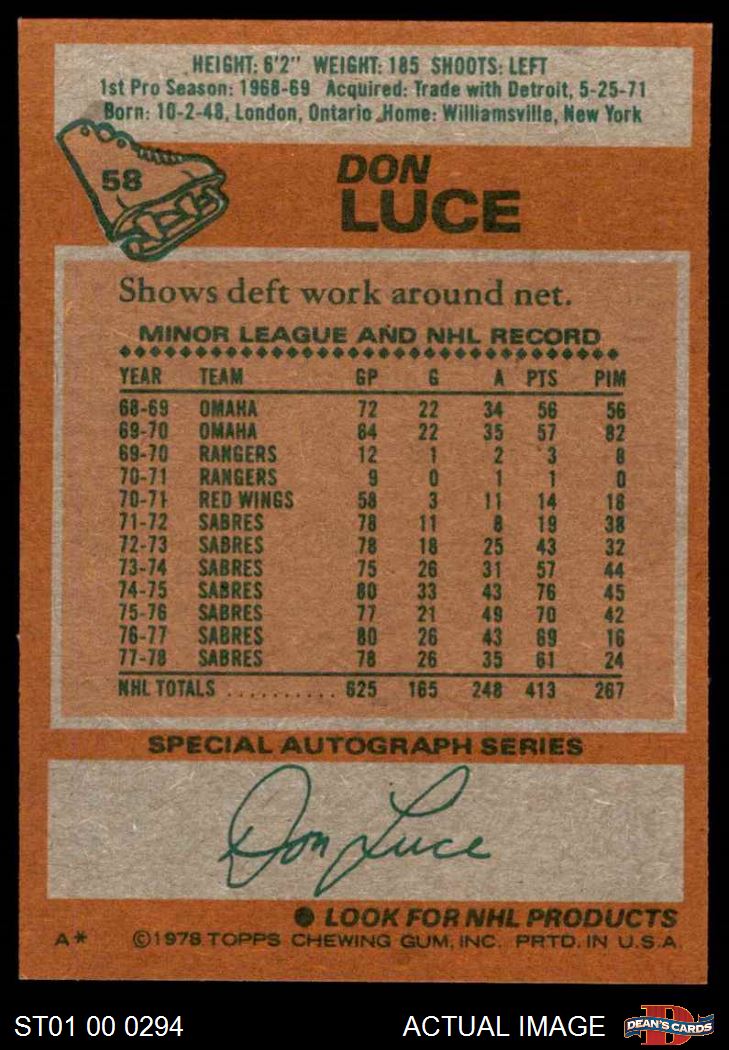 HEIGHT: 6'2" WEIGHT: 185 SHOOTS: LEFT
1st Pro Season: 1968-69 Acquired: Trade with Detroit, 5-25-71
Born: 10-2-48, London, Ontario Home: Williamsville, New York
58
DON
LUCE
Shows deft work around net.
MINOR LEAGUE AND NHL RECORD
YEAR TEAM GP G A PTS PIM
68-69 OMAHA 72 22 34 56 56
69-70 OMAHA 64 22 35 57 82
69-70 RANGERS 12 1 2 3 8
70-71 RANGERS 9 0 1 1 0
70-71 RED WINGS 58 3 11 14 18
71-72 SABRES 78 11 8 19 38
72-73 SABRES 78 18 25 43 32
73-74 SABRES 75 26 31 57 44
74-75 SABRES 80 33 43 76 45
75-76 SABRES 77 21 49 70 42
76-77 SABRES 80 26 43 69 16
77-78 SABRES 78 26 35 61 24
NHL TOTALS .......... 625 165 248 413 267
SPECIAL AUTOGRAPH SERIES
Don Luce
● LOOK FOR NHL PRODUCTS
A* ©1978 TOPPS CHEWING GUM, INC. PRTD. IN U.S.A.
ST01 00 0294 ACTUAL IMAGE
D
DEAN'S CARDS